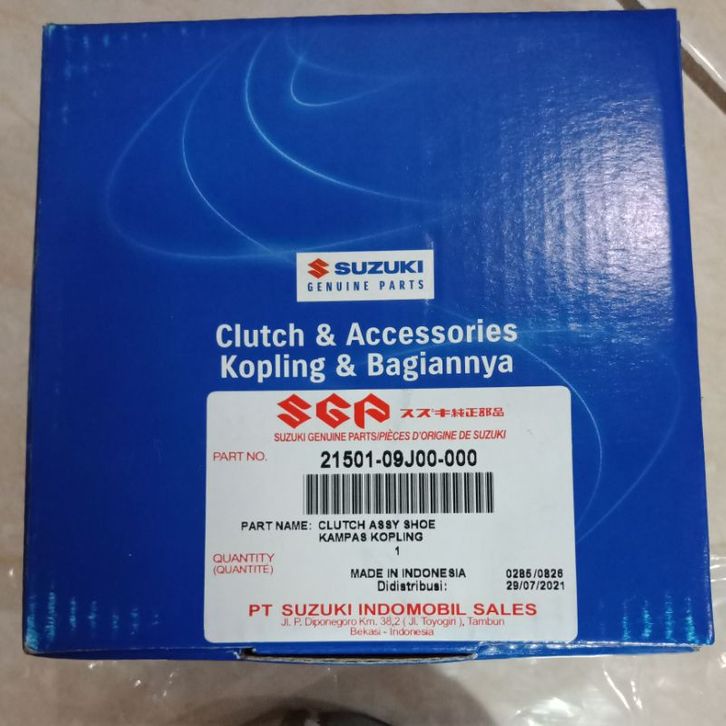 SUZUKI
GENUINE PARTS
Clutch & Accessories
Kopling & Bagiannya
SGP スズキ純正部品
SUZUKI GENUINE PARTS/PIÈCES D'ORIGINE DE SUZUKI
PART NO. 21501-09J00-000
PART NAME: CLUTCH ASSY SHOE
KAMPAS KOPLING
QUANTITY 1
(QUANTITE)
MADE IN INDONESIA 0285/0826
Didistribusi: 29/07/2021
PT SUZUKI INDOMOBIL SALES
Jl. P. Diponegoro Km. 38,2 ( Jl. Toyogiri ), Tambun
Bekasi - Indonesia